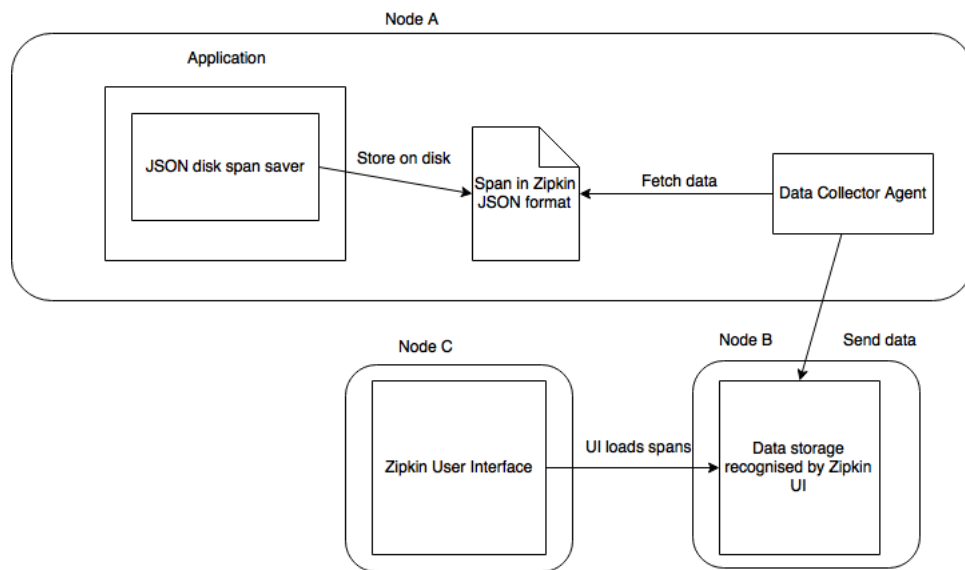 Node A
Application
JSON disk span saver
Store on disk
Span in Zipkin
JSON format
Fetch data
Data Collector Agent
Node C
Node B
Send data
Zipkin User Interface
UI loads spans
Data storage
recognised by Zipkin
UI